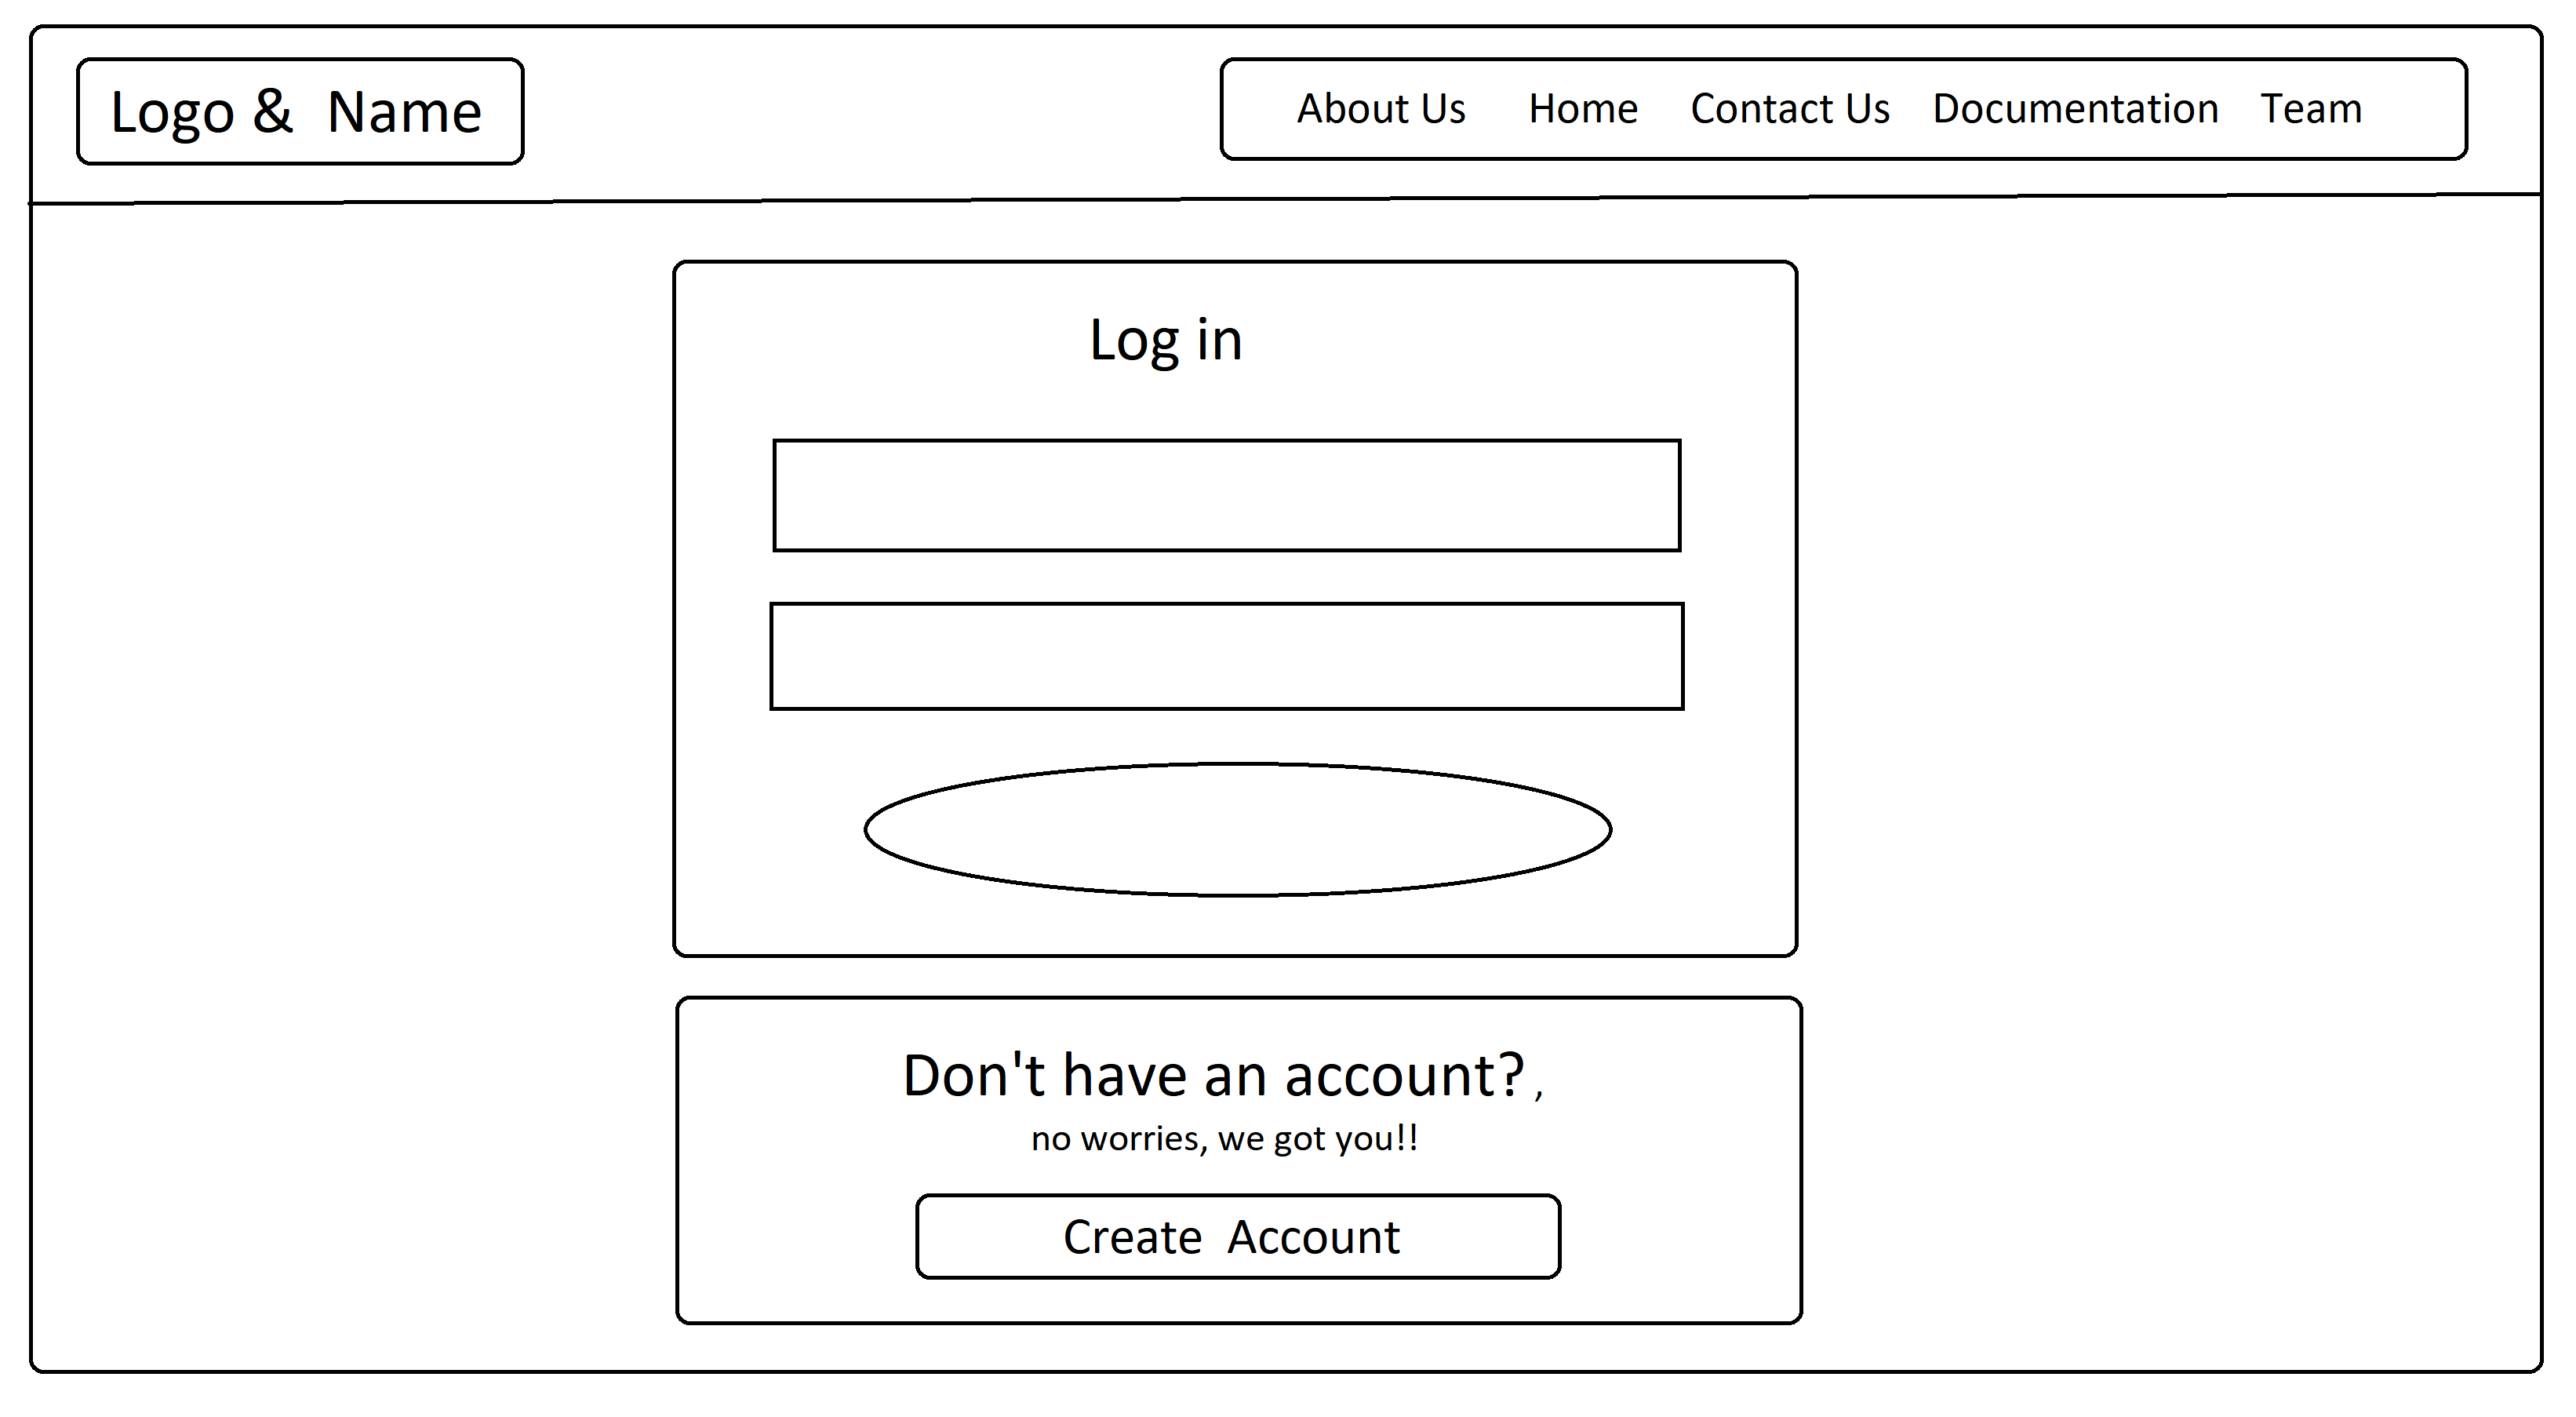 Logo &  Name
About Us Home Contact Us Documentation Team
Log in
Don't have an account? ,
no worries, we got you!!
Create  Account